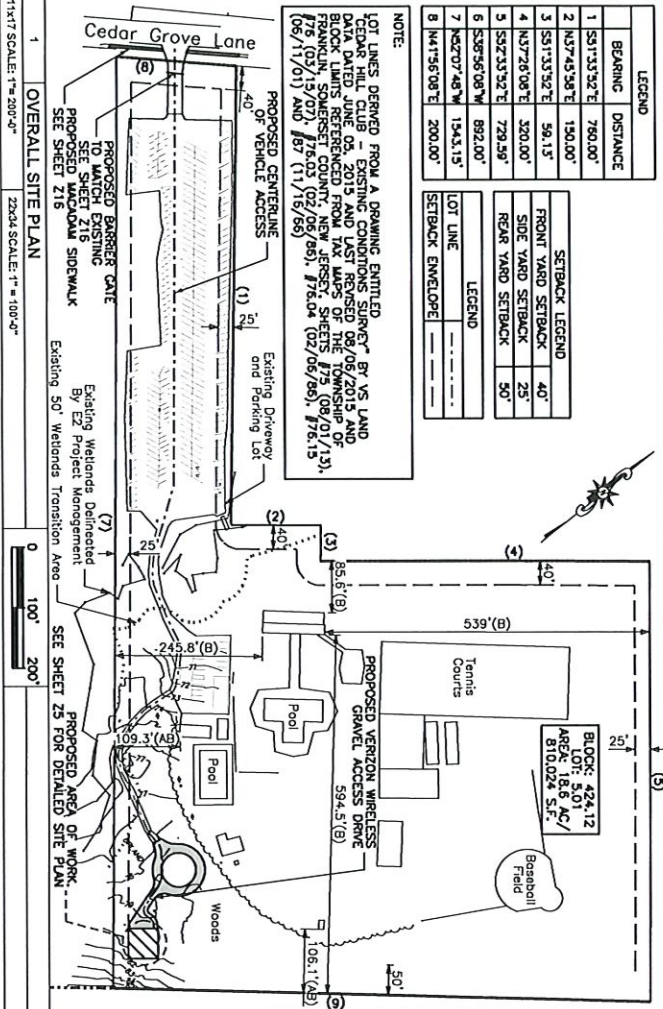 LEGEND
BEARING DISTANCE
1 S51°33'52"E 760.00'
2 N37°45'58"E 150.00'
3 S51°33'52"E 59.13'
4 N37°28'08"E 320.00'
5 S52°33'52"E 729.59'
6 S38°56'08"W 892.00'
7 N52°07'48"W 1543.15'
8 N41°56'08"E 200.00'
SETBACK LEGEND
FRONT YARD SETBACK 40'
SIDE YARD SETBACK 25'
REAR YARD SETBACK 50'
LEGEND
LOT LINE
SETBACK ENVELOPE
NOTE:
LOT LINES DERIVED FROM A DRAWING ENTITLED
"CEDAR HILL CLUB - EXISTING CONDITIONS SURVEY" BY VS LAND
DATA DATED JUNE 05, 2015 AND LAST REVISED 08/06/2015 AND
BLOCK LIMITS REFERENCED FROM TAX MAPS OF THE TOWNSHIP OF
FRANKLIN, SOMERSET COUNTY, NEW JERSEY, SHEETS #75 (08/01/13),
#76 (03/15/07), #76.03 (02/06/86), #76.04 (02/06/86), #76.15
(06/11/01) AND #87 (11/16/66)
N
Cedar Grove Lane
(8)
40'
PROPOSED CENTERLINE
OF VEHICLE ACCESS
(1)
25'
Existing Driveway
and Parking Lot
(2)
40'
(3)
85.6'(B)
(4)
40'
539'(B)
25'
(5)
BLOCK: 424.12
LOT: 5.01
AREA: 18.6 AC/
810,024 S.F.
Tennis
Courts
Baseball
Field
Pool
Pool
PROPOSED VERIZON WIRELESS
GRAVEL ACCESS DRIVE
594.5'(B)
245.8'(B)
109.3'(AB)
77
Woods
106.1'(AB)
50'
(6)
25'
(7)
PROPOSED BARRIER GATE
TO MATCH EXISTING
SEE SHEET Z16
PROPOSED MACADAM SIDEWALK
SEE SHEET Z16
Existing Wetlands Delineated
By E2 Project Management
Existing 50' Wetlands Transition Area
PROPOSED AREA OF WORK
SEE SHEET Z5 FOR DETAILED SITE PLAN
1 OVERALL SITE PLAN
11x17 SCALE: 1" = 200'-0" 22x34 SCALE: 1" = 100'-0"
0 100' 200'